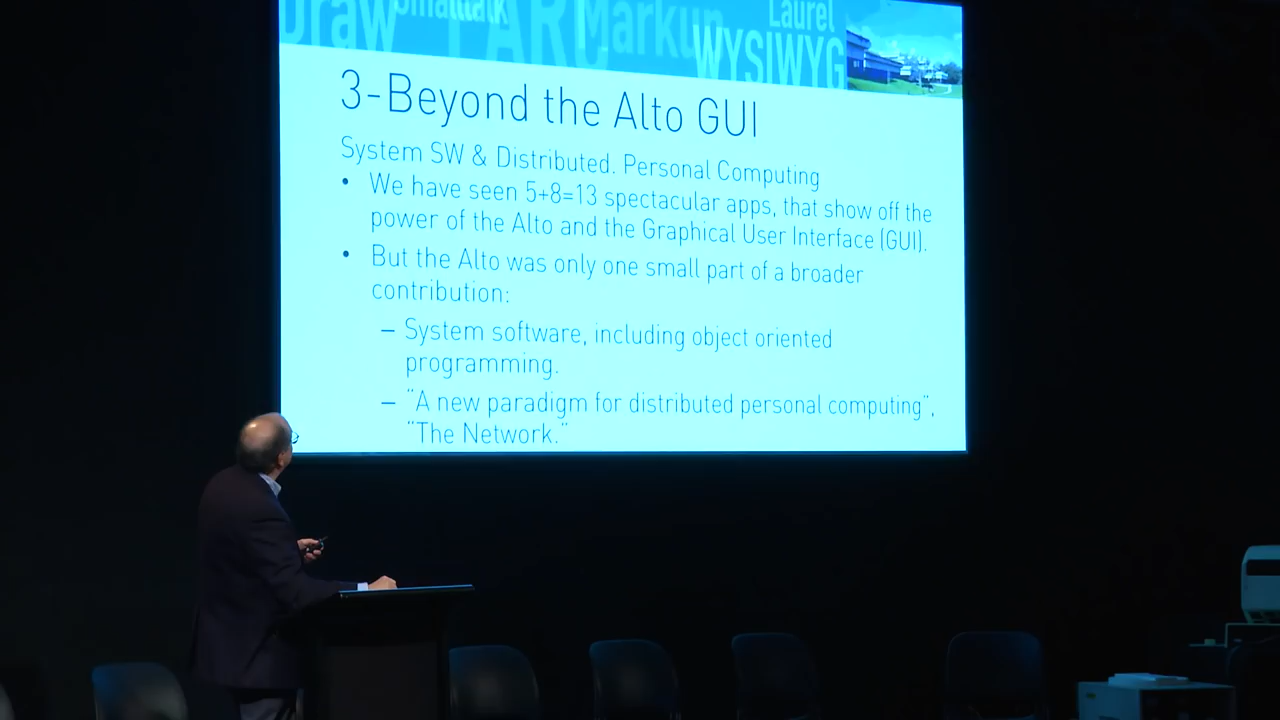 Draw Smalltalk PARC Markup Laurel
WYSIWYG
3-Beyond the Alto GUI
System SW & Distributed. Personal Computing
• We have seen 5+8=13 spectacular apps, that show off the
power of the Alto and the Graphical User Interface (GUI).
• But the Alto was only one small part of a broader
contribution:
– System software, including object oriented
programming.
– "A new paradigm for distributed personal computing",
"The Network."